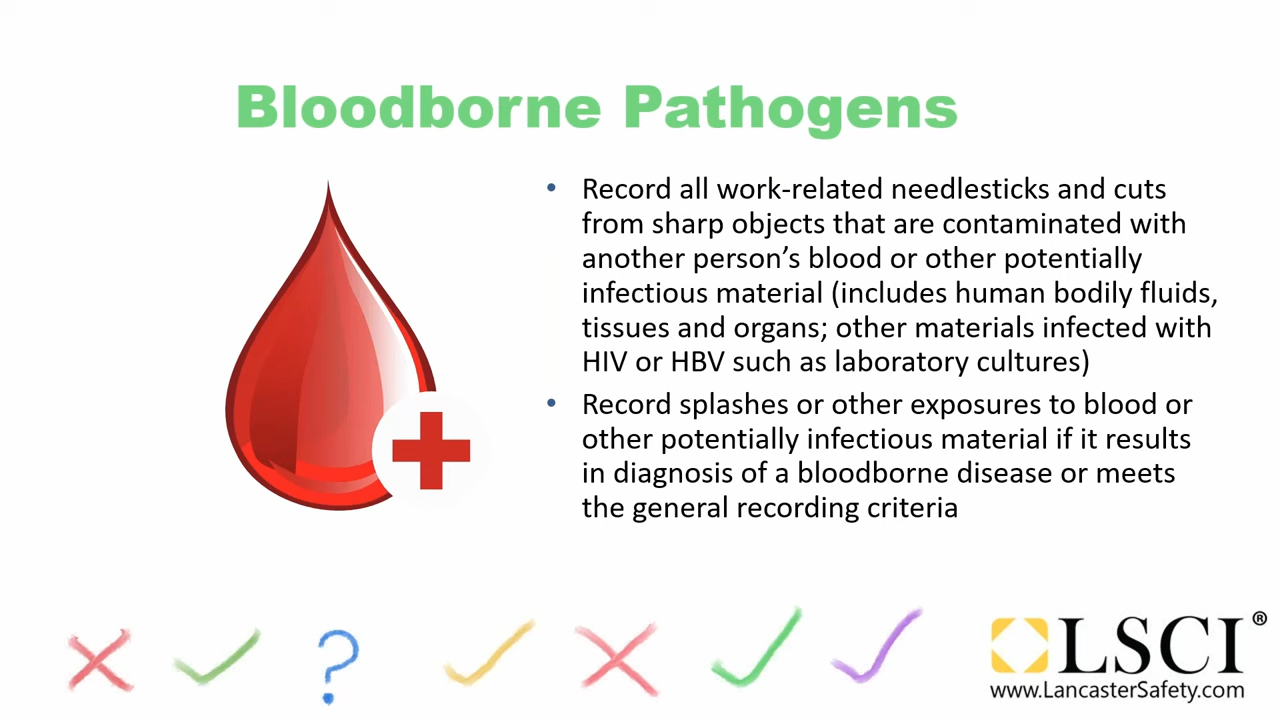 Bloodborne Pathogens
• Record all work-related needlesticks and cuts
from sharp objects that are contaminated with
another person’s blood or other potentially
infectious material (includes human bodily fluids,
tissues and organs; other materials infected with
HIV or HBV such as laboratory cultures)
• Record splashes or other exposures to blood or
other potentially infectious material if it results
in diagnosis of a bloodborne disease or meets
the general recording criteria
?
LSCI®
www.LancasterSafety.com